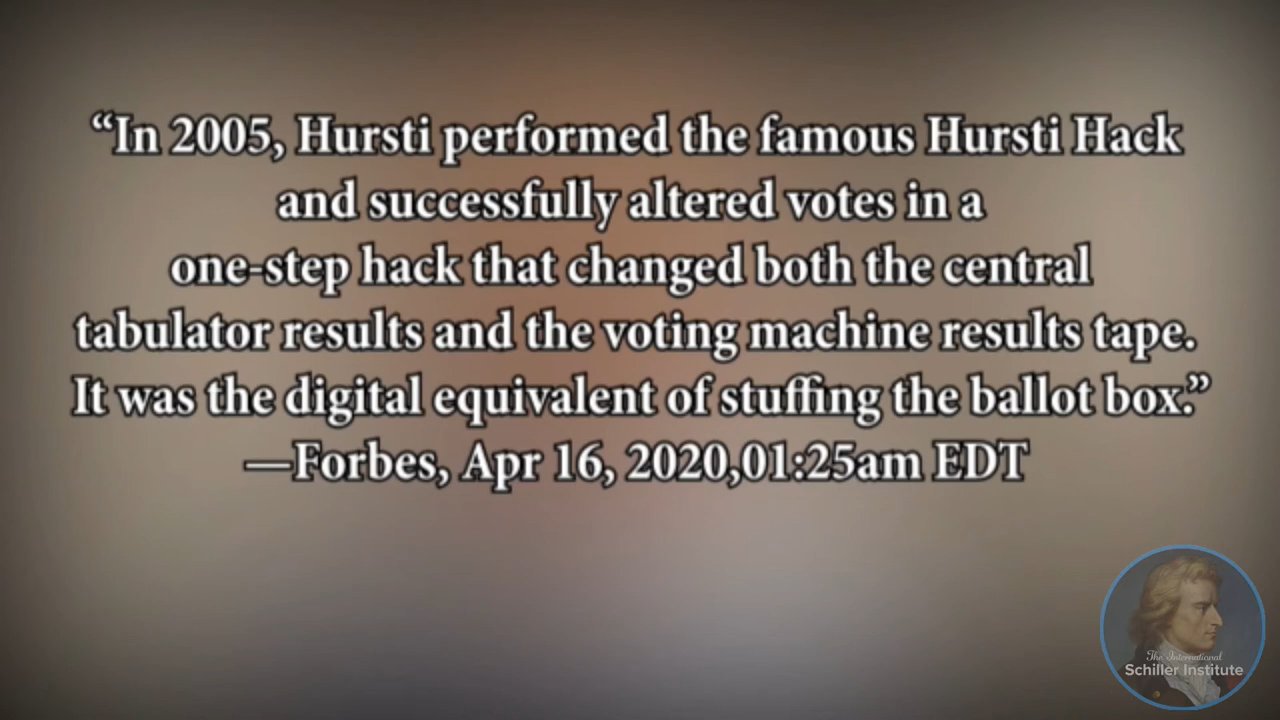 “In 2005, Hursti performed the famous Hursti Hack
and successfully altered votes in a
one-step hack that changed both the central
tabulator results and the voting machine results tape.
It was the digital equivalent of stuffing the ballot box.”
—Forbes, Apr 16, 2020,01:25am EDT
The International
Schiller Institute